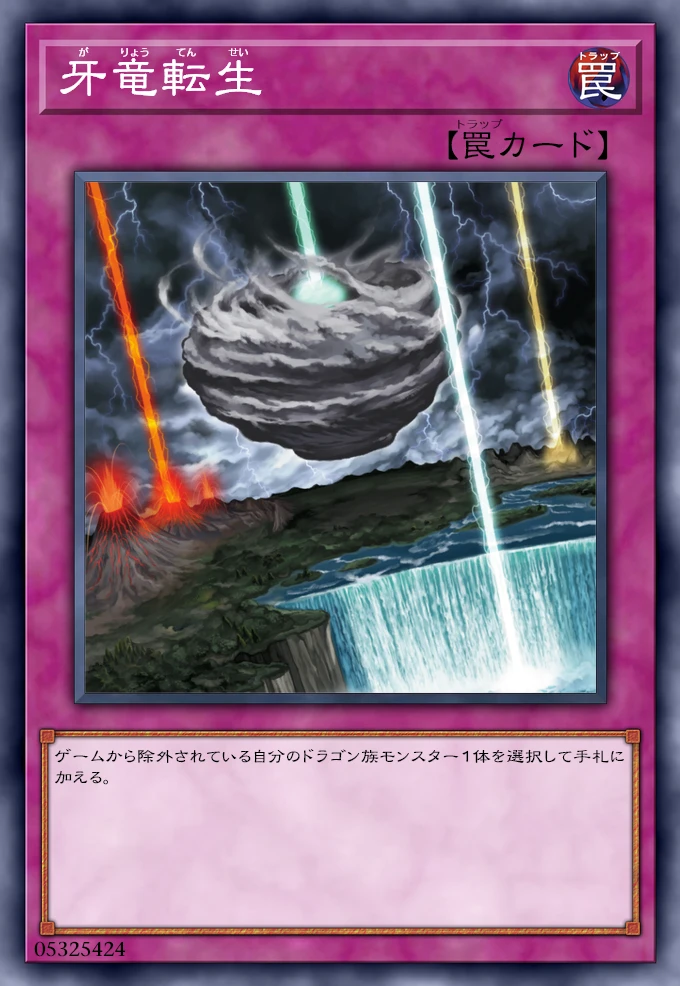 が りょう てん せい
牙竜転生
トラップ
罠
トラップ
【罠カード】
ゲームから除外されている自分のドラゴン族モンスター１体を選択して手札に
加える。
05325424